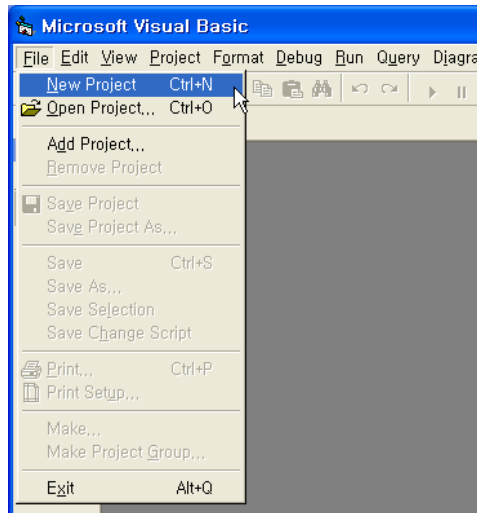 Microsoft Visual Basic
File Edit View Project Format Debug Run Query Diagra
New Project Ctrl+N
Open Project... Ctrl+O
Add Project...
Remove Project
Save Project
Save Project As...
Save Ctrl+S
Save As...
Save Selection
Save Change Script
Print... Ctrl+P
Print Setup...
Make...
Make Project Group...
Exit Alt+Q